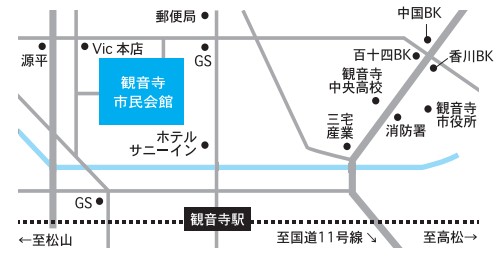 郵便局
中国BK
源平
Vic 本店
GS
百十四BK
香川BK
観音寺
市民会館
観音寺
中央高校
観音寺
市役所
三宅
産業
消防署
ホテル
サニーイン
GS
観音寺駅
←至松山
至国道11号線↘
至高松→